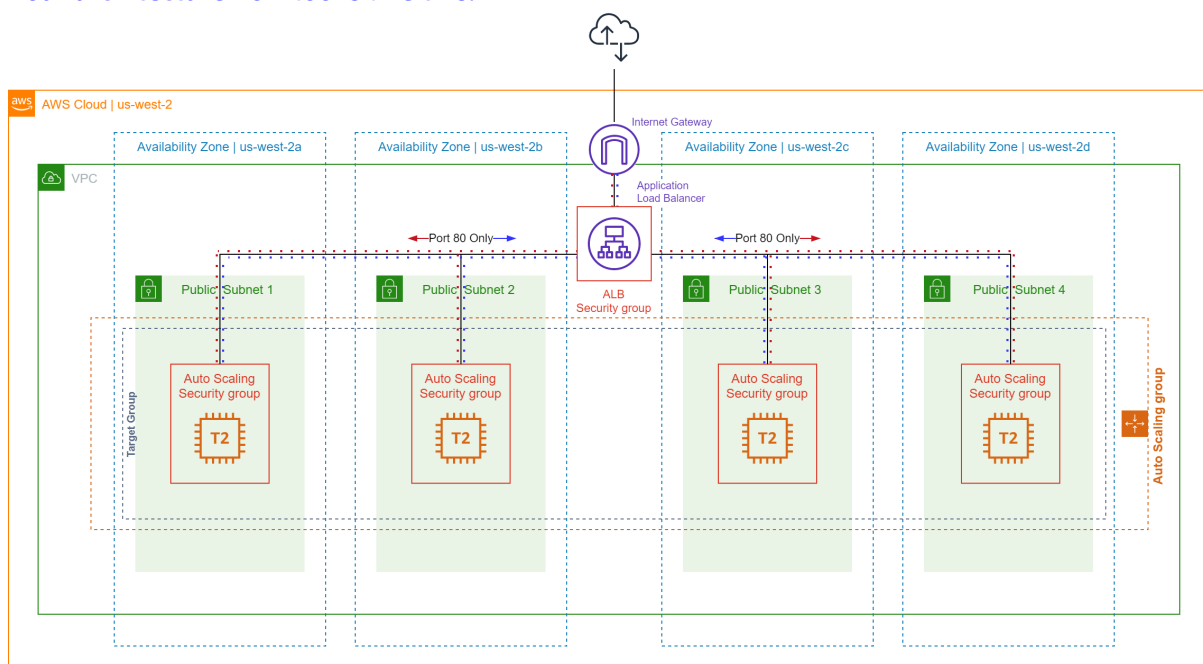 aws
AWS Cloud | us-west-2
Internet Gateway
Availability Zone | us-west-2a
Availability Zone | us-west-2b
Availability Zone | us-west-2c
Availability Zone | us-west-2d
VPC
Application
Load Balancer
Port 80 Only
Port 80 Only
Public Subnet 1
Public Subnet 2
ALB
Security group
Public Subnet 3
Public Subnet 4
Auto Scaling
Security group
T2
Auto Scaling
Security group
T2
Auto Scaling
Security group
T2
Auto Scaling
Security group
T2
Target Group
Auto Scaling group